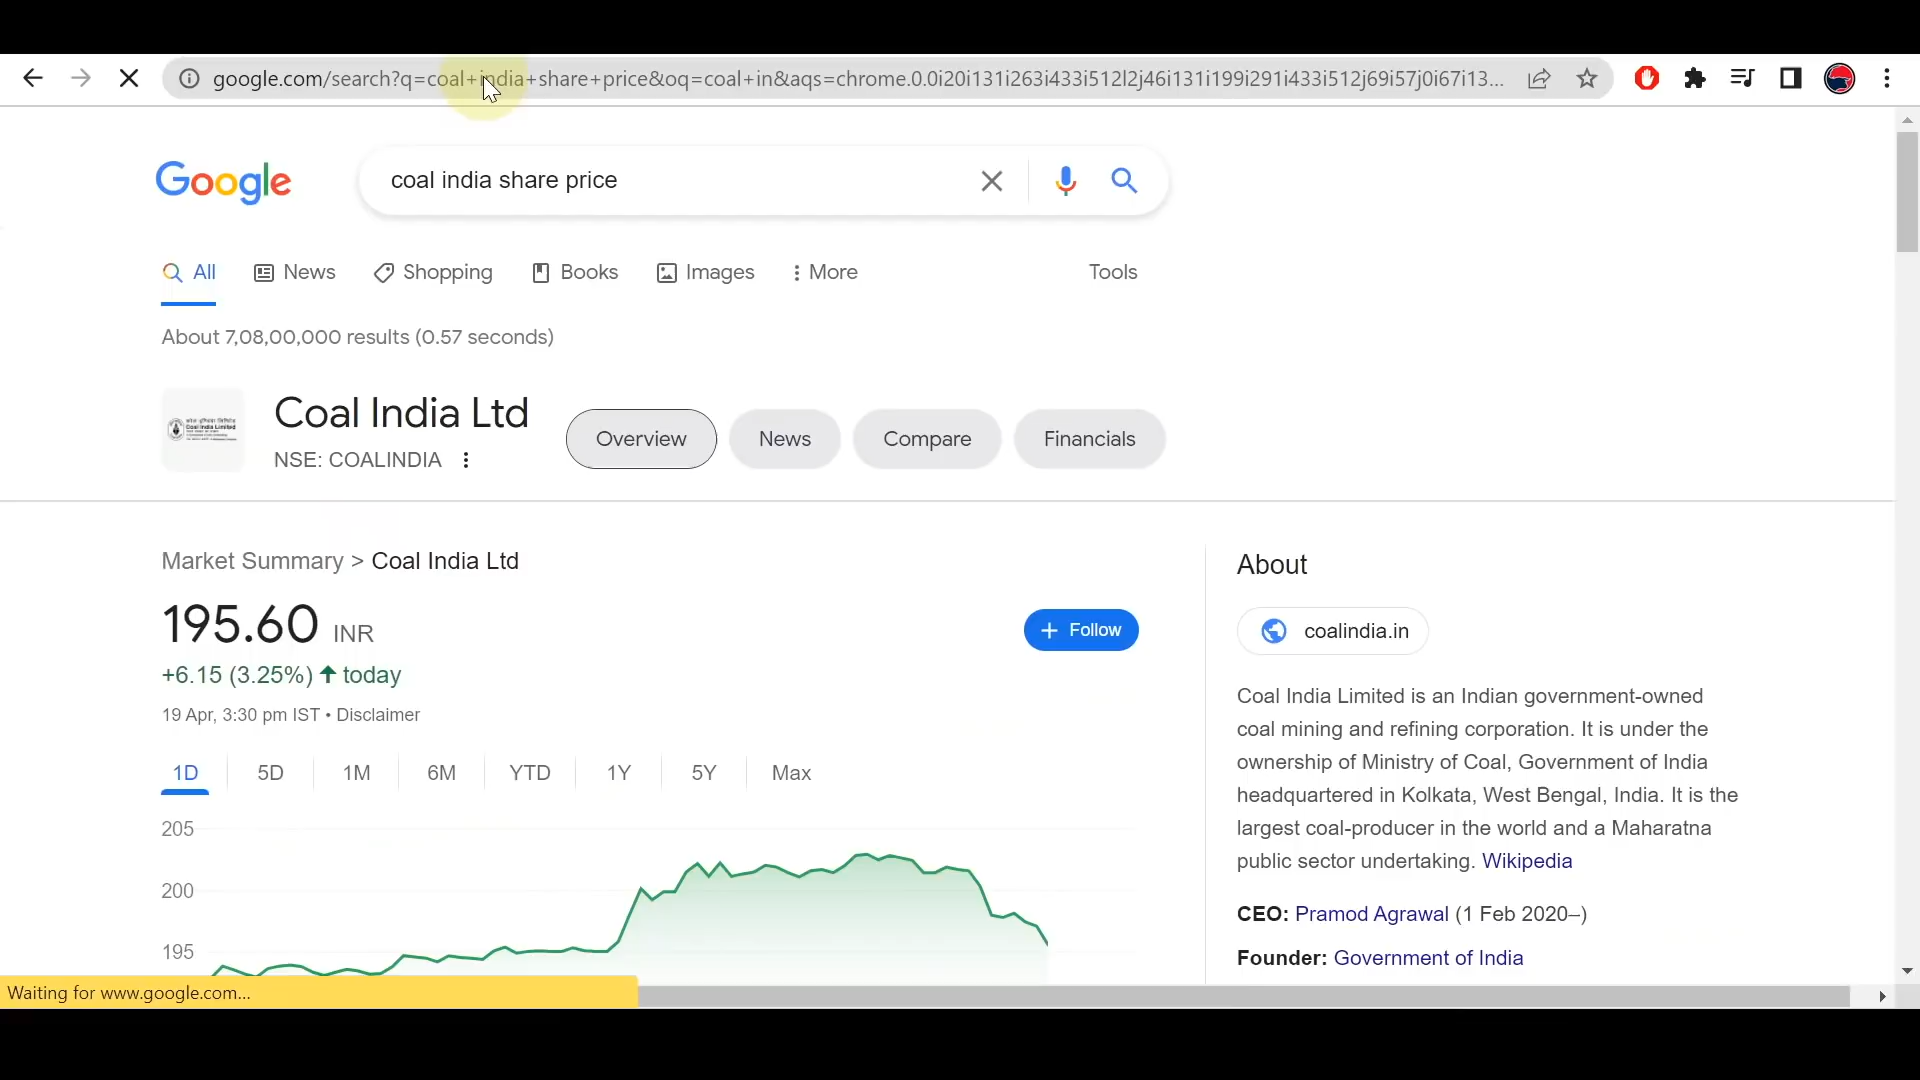 google.com/search?q=coal+india+share+price&oq=coal+in&aqs=chrome.0.0i20i131i263i433i512l2j46i131i199i291i433i512j69i57j0i67i13...
Google
coal india share price
All News Shopping Books Images More Tools
About 7,08,00,000 results (0.57 seconds)
Coal India Limited
Coal India Ltd
NSE: COALINDIA
Overview News Compare Financials
Market Summary > Coal India Ltd
195.60 INR
+ Follow
+6.15 (3.25%) today
19 Apr, 3:30 pm IST • Disclaimer
1D 5D 1M 6M YTD 1Y 5Y Max
205
200
195
About
coalindia.in
Coal India Limited is an Indian government-owned
coal mining and refining corporation. It is under the
ownership of Ministry of Coal, Government of India
headquartered in Kolkata, West Bengal, India. It is the
largest coal-producer in the world and a Maharatna
public sector undertaking. Wikipedia
CEO: Pramod Agrawal (1 Feb 2020–)
Founder: Government of India
Waiting for www.google.com...